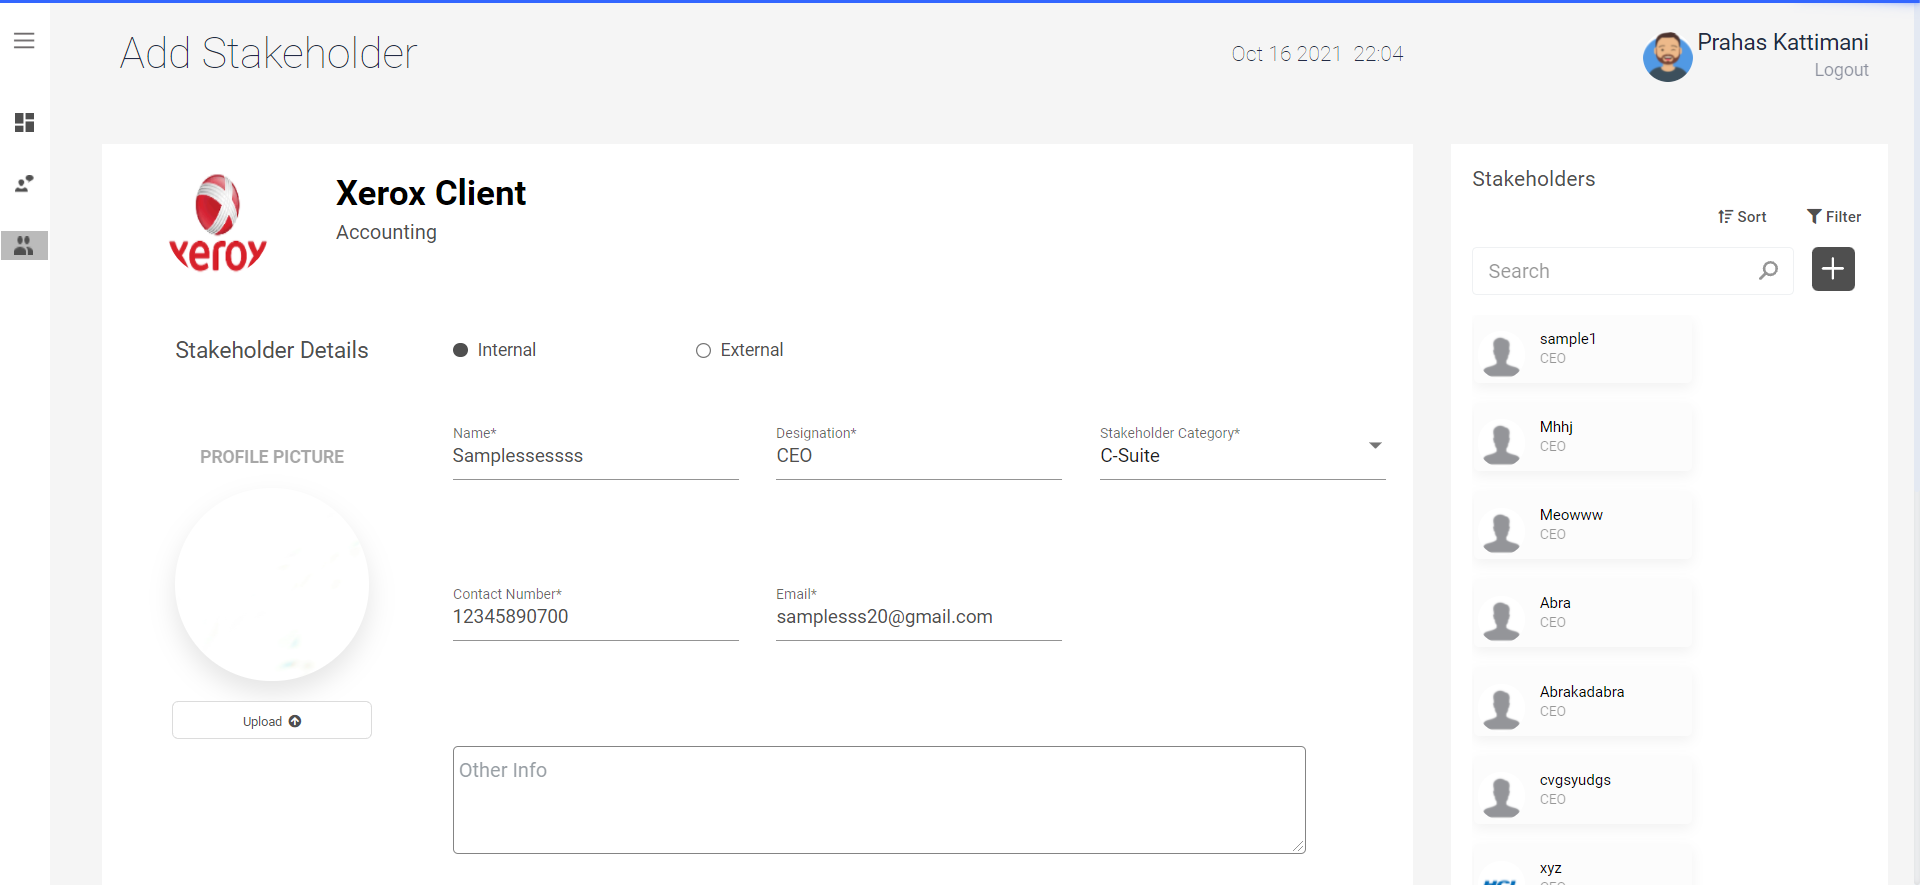 Add Stakeholder
Oct 16 2021 22:04
Prahas Kattimani
Logout
xeroy
Xerox Client
Accounting
Stakeholder Details
Internal
External
PROFILE PICTURE
Upload
Name*
Samplessessss
Designation*
CEO
Stakeholder Category*
C-Suite
Contact Number*
12345890700
Email*
samplesss20@gmail.com
Other Info
Stakeholders
Sort
Filter
Search
sample1
CEO
Mhhj
CEO
Meowww
CEO
Abra
CEO
Abrakadabra
CEO
cvgsyudgs
CEO
xyz